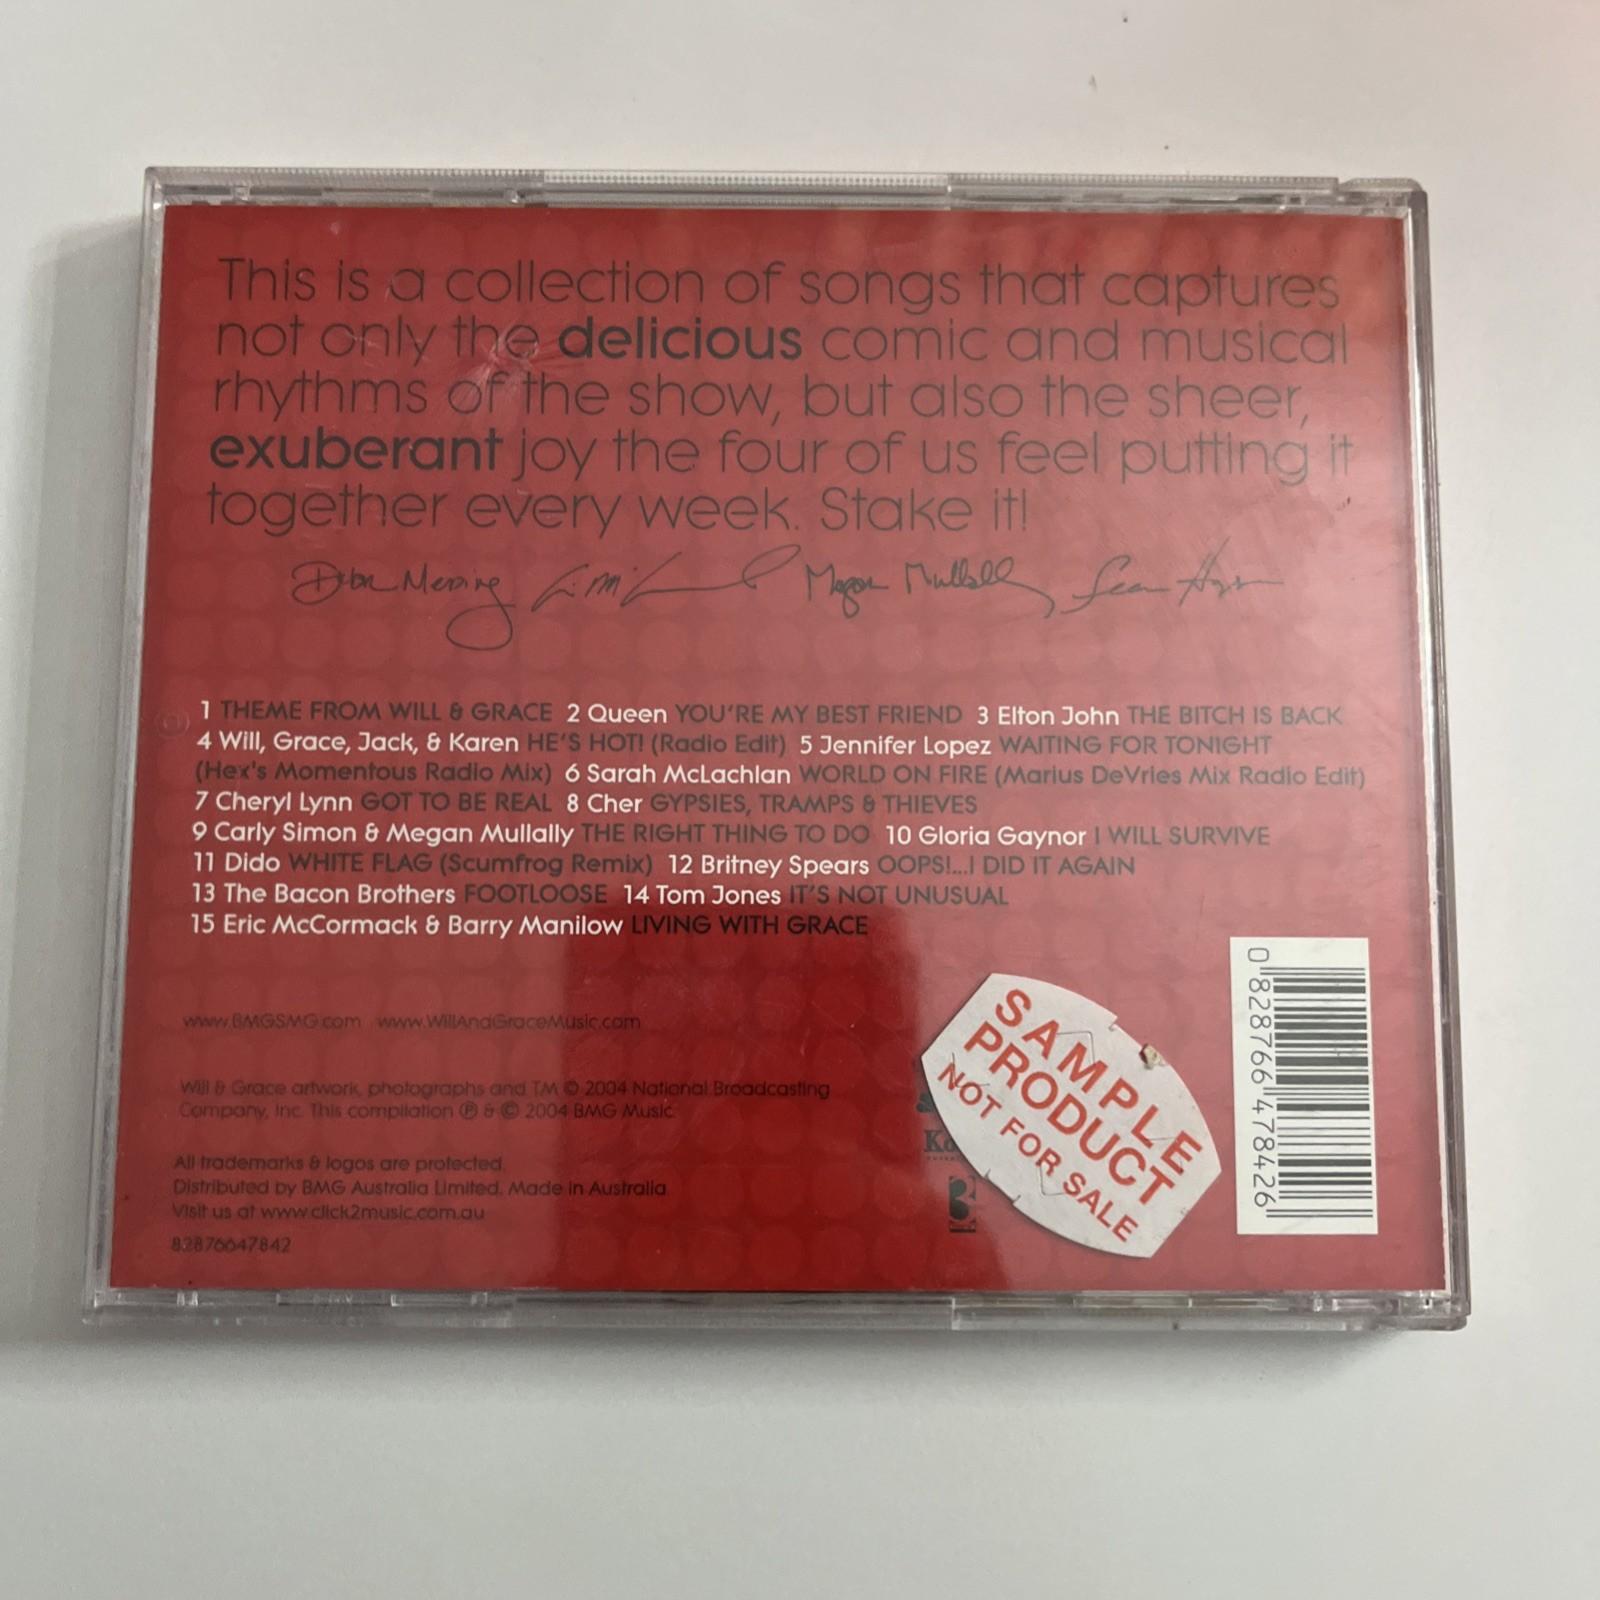 This is a collection of songs that captures
not only the delicious comic and musical
rhythms of the show, but also the sheer,
exuberant joy the four of us feel putting it
together every week. Stake it!
Debra Messing Megan Mullally Sean Hayes
1 THEME FROM WILL & GRACE 2 Queen YOU'RE MY BEST FRIEND 3 Elton John THE BITCH IS BACK
4 Will, Grace, Jack, & Karen HE'S HOT! (Radio Edit) 5 Jennifer Lopez WAITING FOR TONIGHT
(Hex's Momentous Radio Mix) 6 Sarah McLachlan WORLD ON FIRE (Marius DeVries Mix Radio Edit)
7 Cheryl Lynn GOT TO BE REAL 8 Cher GYPSIES, TRAMPS & THIEVES
9 Carly Simon & Megan Mullally THE RIGHT THING TO DO 10 Gloria Gaynor I WILL SURVIVE
11 Dido WHITE FLAG (Scumfrog Remix) 12 Britney Spears OOPS!...I DID IT AGAIN
13 The Bacon Brothers FOOTLOOSE 14 Tom Jones IT'S NOT UNUSUAL
15 Eric McCormack & Barry Manilow LIVING WITH GRACE
www.BMGSMG.com www.WillAndGraceMusic.com
Will & Grace artwork, photographs and TM © 2004 National Broadcasting
Company, Inc. This compilation ℗ & © 2004 BMG Music
All trademarks & logos are protected.
Distributed by BMG Australia Limited. Made in Australia
Visit us at www.click2music.com.au
82876647842
SAMPLE
PRODUCT
NOT FOR SALE
0 828766 478426